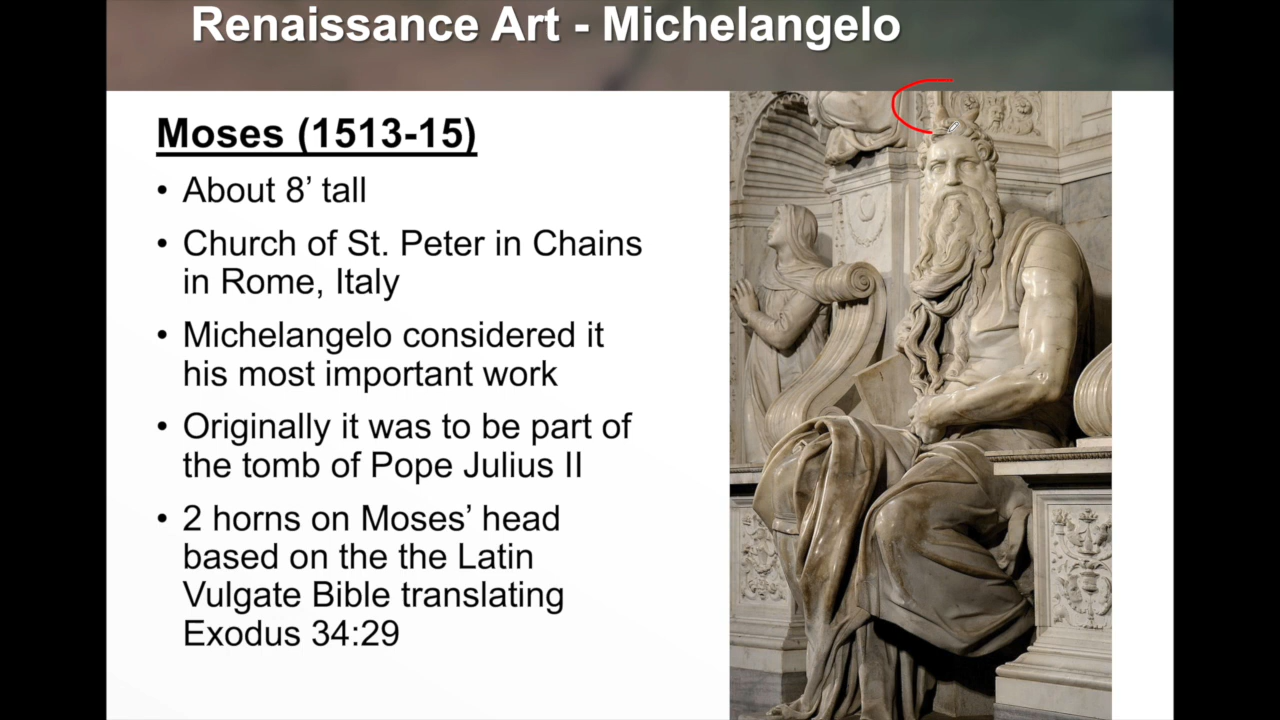 Renaissance Art - Michelangelo
Moses (1513-15)
• About 8’ tall
• Church of St. Peter in Chains
in Rome, Italy
• Michelangelo considered it
his most important work
• Originally it was to be part of
the tomb of Pope Julius II
• 2 horns on Moses’ head
based on the the Latin
Vulgate Bible translating
Exodus 34:29